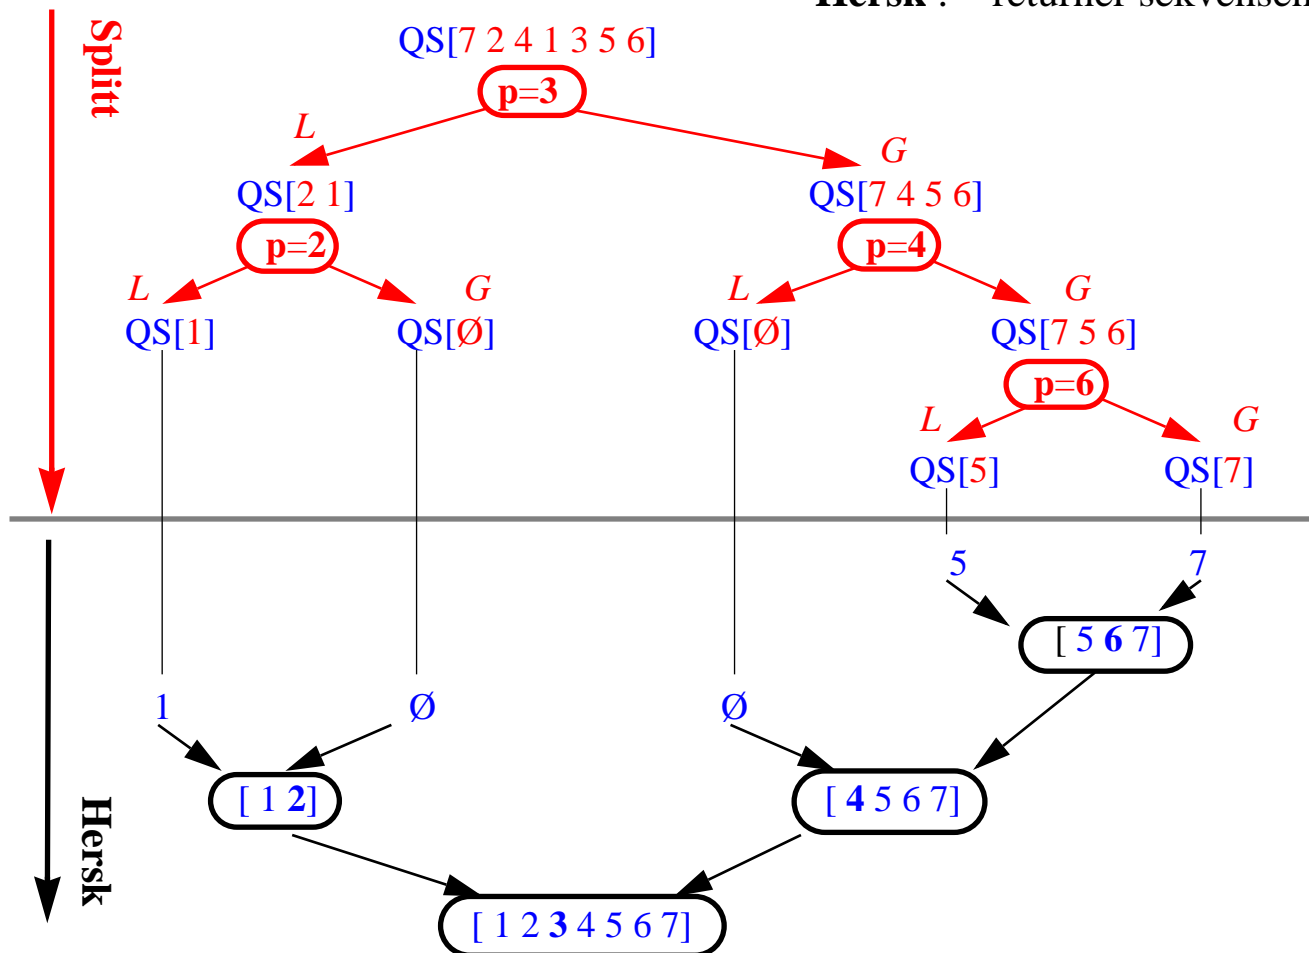 Hersk : returner sekvensen
Splitt
QS[7 2 4 1 3 5 6]
p=3
L
G
QS[2 1]
QS[7 4 5 6]
p=2
p=4
L
G
L
G
QS[1]
QS[Ø]
QS[Ø]
QS[7 5 6]
p=6
L
G
QS[5]
QS[7]
5
7
[ 5 6 7]
1
Ø
Ø
Hersk
[ 1 2]
[ 4 5 6 7]
[ 1 2 3 4 5 6 7]